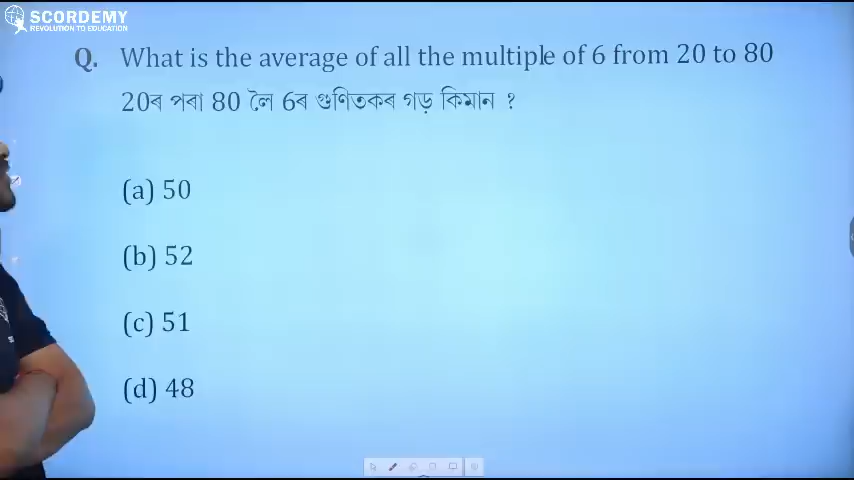 SCORDEMY
REVOLUTION TO EDUCATION
Q. What is the average of all the multiple of 6 from 20 to 80
20ৰ পৰা 80 লৈ 6ৰ গুণিতকৰ গড় কিমান ?
(a) 50
(b) 52
(c) 51
(d) 48